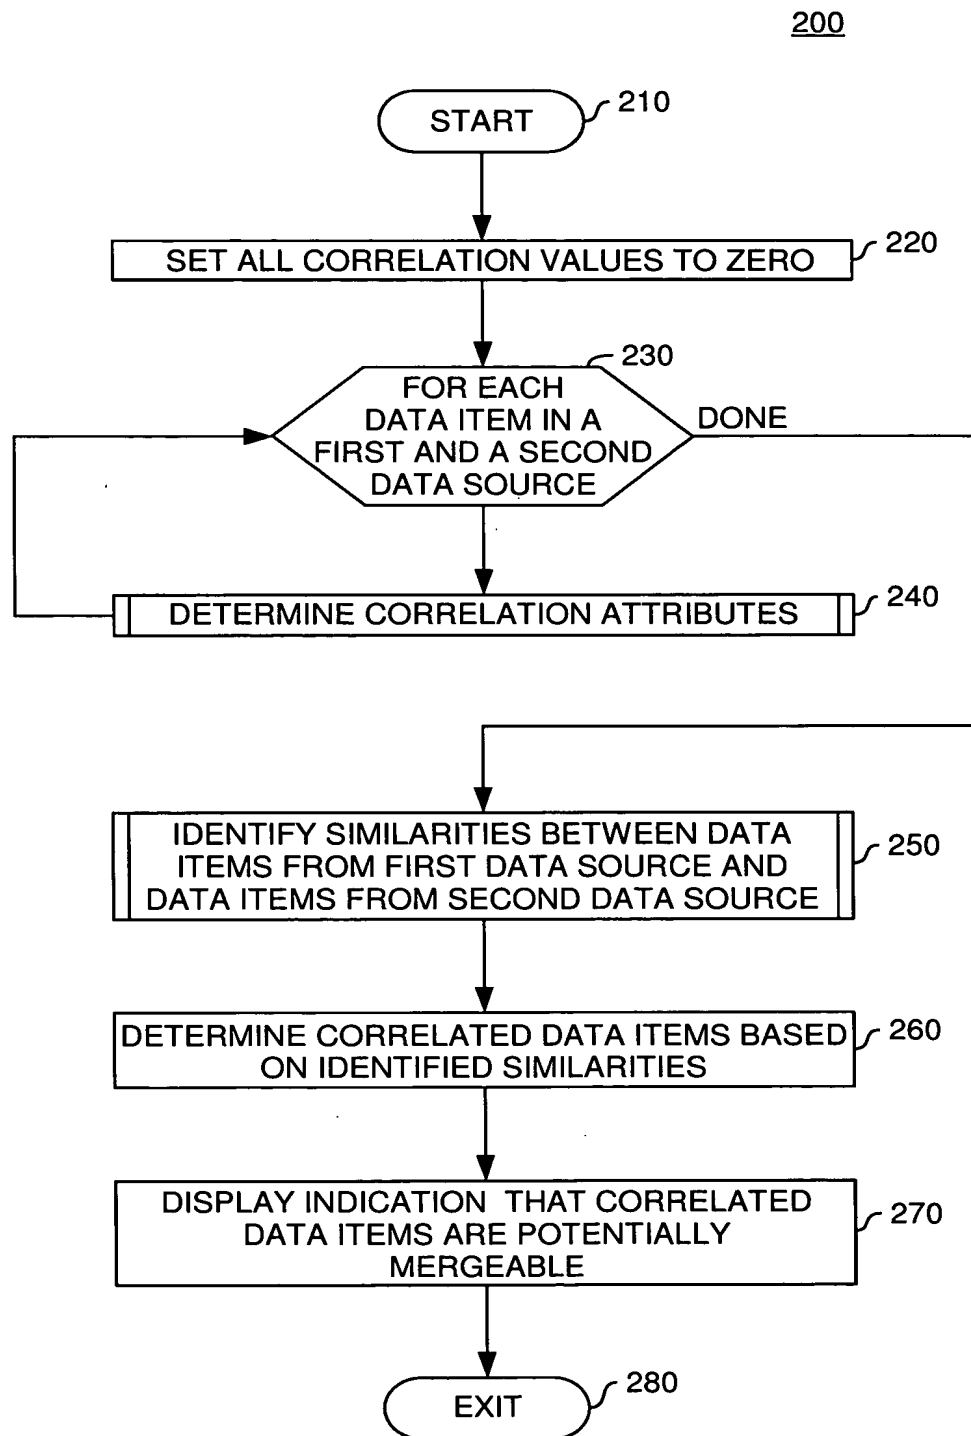 200
START
210
SET ALL CORRELATION VALUES TO ZERO
220
230
FOR EACH
DATA ITEM IN A
FIRST AND A SECOND
DATA SOURCE
DONE
DETERMINE CORRELATION ATTRIBUTES
240
IDENTIFY SIMILARITIES BETWEEN DATA
ITEMS FROM FIRST DATA SOURCE AND
DATA ITEMS FROM SECOND DATA SOURCE
250
DETERMINE CORRELATED DATA ITEMS BASED
ON IDENTIFIED SIMILARITIES
260
DISPLAY INDICATION THAT CORRELATED
DATA ITEMS ARE POTENTIALLY
MERGEABLE
270
EXIT
280